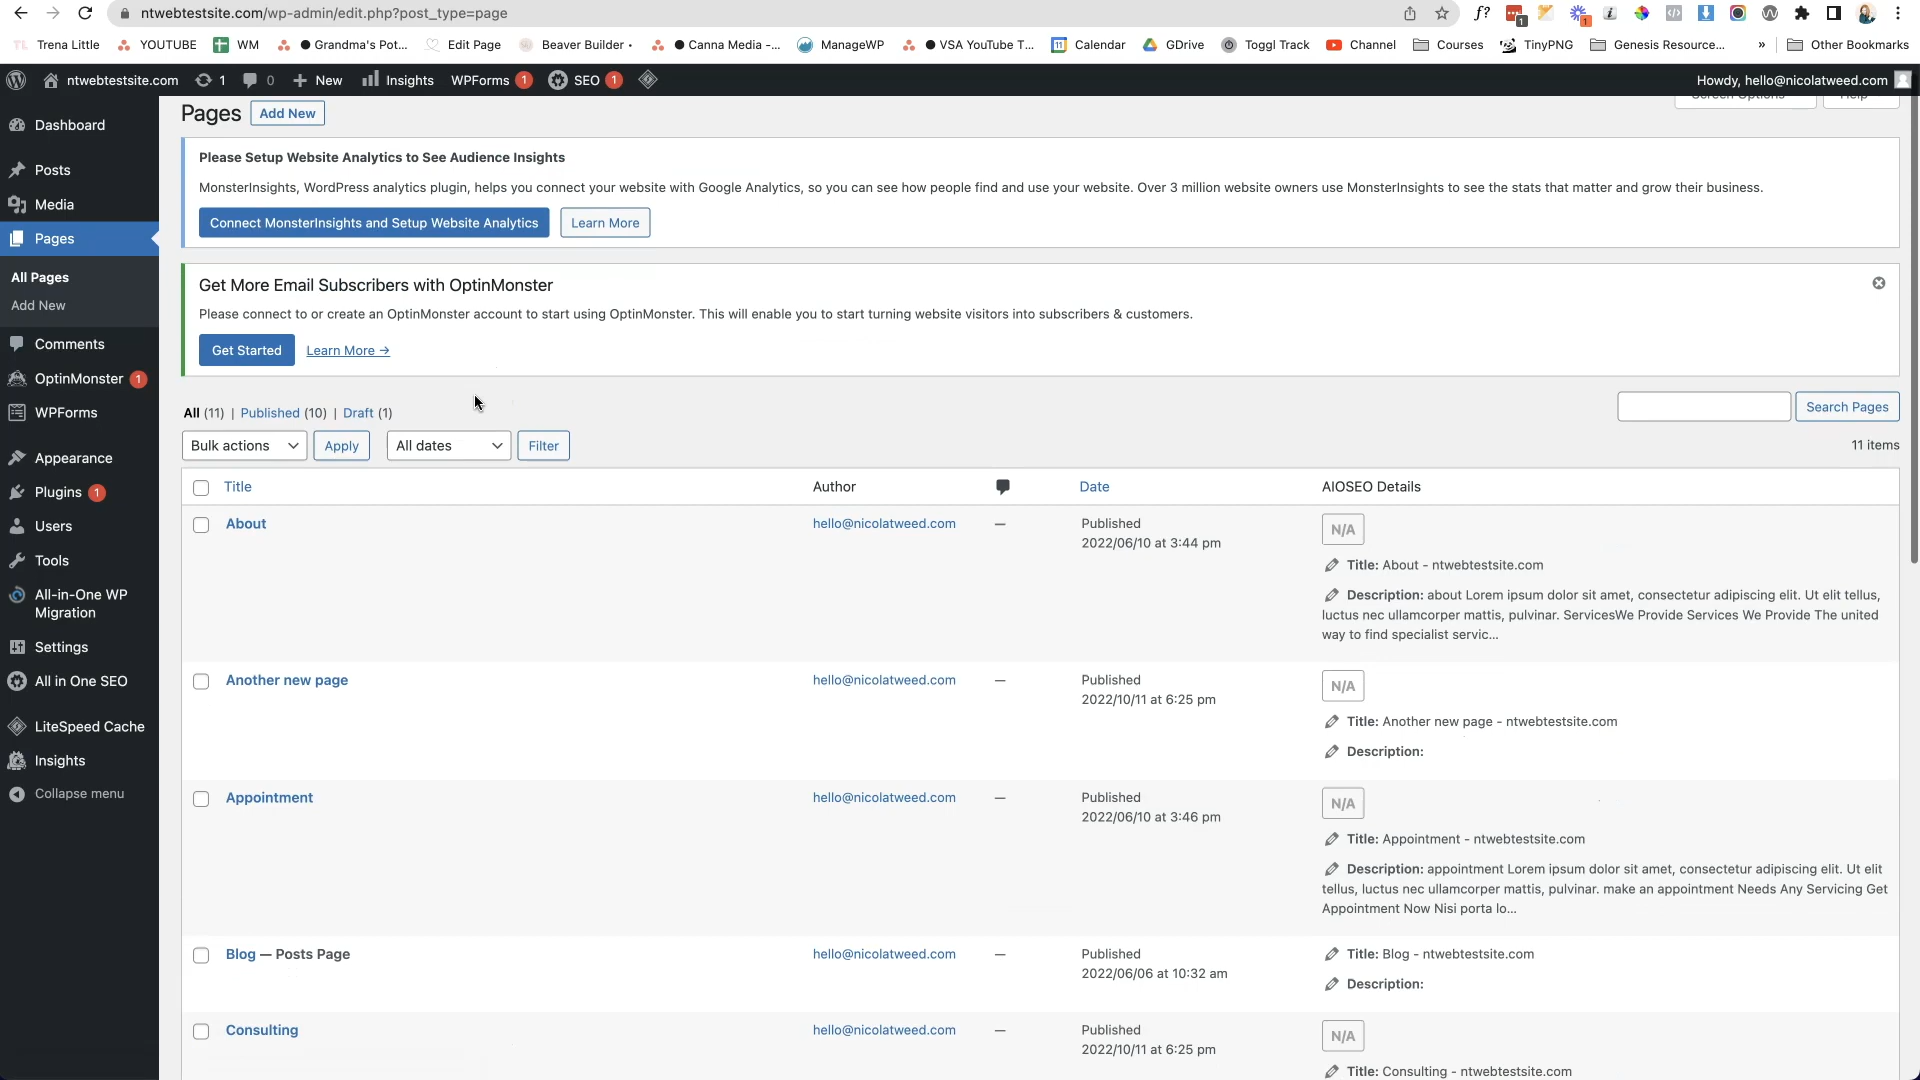 ntwebtestsite.com/wp-admin/edit.php?post_type=page
Trena Little YOUTUBE WM Grandma's Pot... Edit Page Beaver Builder • Canna Media -... ManageWP VSA YouTube T... Calendar GDrive Toggl Track Channel Courses TinyPNG Genesis Resource... » Other Bookmarks
ntwebtestsite.com 1 0 New Insights WPForms 1 SEO 1 Howdy, hello@nicolatweed.com
Dashboard
Posts
Media
Pages
All Pages
Add New
Comments
OptinMonster 1
WPForms
Appearance
Plugins 1
Users
Tools
All-in-One WP
Migration
Settings
All in One SEO
LiteSpeed Cache
Insights
Collapse menu
Screen Options Help
Pages Add New
Please Setup Website Analytics to See Audience Insights
MonsterInsights, WordPress analytics plugin, helps you connect your website with Google Analytics, so you can see how people find and use your website. Over 3 million website owners use MonsterInsights to see the stats that matter and grow their business.
Connect MonsterInsights and Setup Website Analytics Learn More
Get More Email Subscribers with OptinMonster
Please connect to or create an OptinMonster account to start using OptinMonster. This will enable you to start turning website visitors into subscribers & customers.
Get Started Learn More →
All (11) | Published (10) | Draft (1) Search Pages
Bulk actions Apply All dates Filter 11 items
Title Author Date AIOSEO Details
About hello@nicolatweed.com — Published N/A
2022/06/10 at 3:44 pm
Title: About - ntwebtestsite.com
Description: about Lorem ipsum dolor sit amet, consectetur adipiscing elit. Ut elit tellus,
luctus nec ullamcorper mattis, pulvinar. ServicesWe Provide Services We Provide The united
way to find specialist servic...
Another new page hello@nicolatweed.com — Published N/A
2022/10/11 at 6:25 pm
Title: Another new page - ntwebtestsite.com
Description:
Appointment hello@nicolatweed.com — Published N/A
2022/06/10 at 3:46 pm
Title: Appointment - ntwebtestsite.com
Description: appointment Lorem ipsum dolor sit amet, consectetur adipiscing elit. Ut elit
tellus, luctus nec ullamcorper mattis, pulvinar. make an appointment Needs Any Servicing Get
Appointment Now Nisi porta lo...
Blog — Posts Page hello@nicolatweed.com — Published Title: Blog - ntwebtestsite.com
2022/06/06 at 10:32 am
Description:
Consulting hello@nicolatweed.com — Published N/A
2022/10/11 at 6:25 pm
Title: Consulting - ntwebtestsite.com